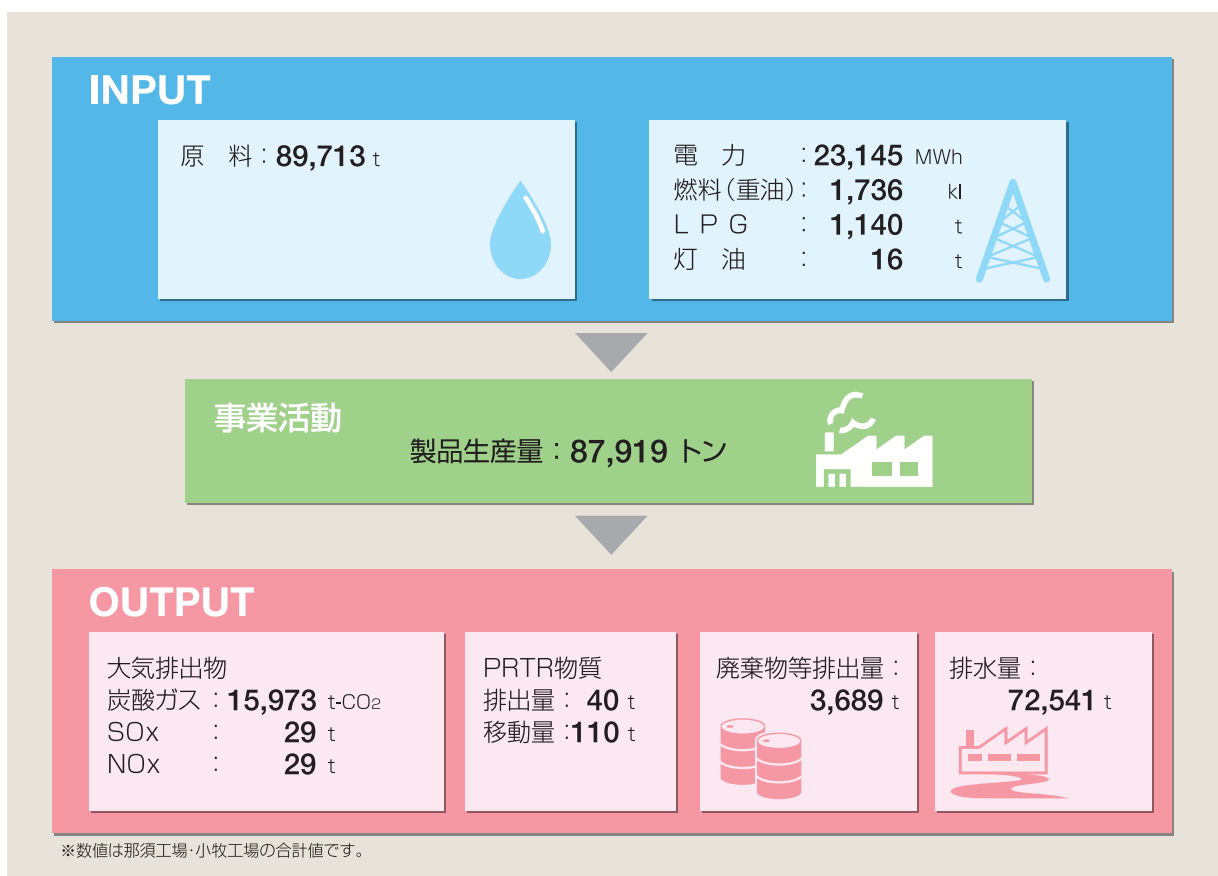 INPUT
原　料：89,713 t
電　力　：23,145 MWh
燃料（重油）：1,736 kl
LPG　：1,140 t
灯　油　：16 t
事業活動
製品生産量：87,919 トン
OUTPUT
大気排出物
炭酸ガス：15,973 t-CO2
SOx　：29 t
NOx　：29 t
PRTR物質
排出量：40 t
移動量：110 t
廃棄物等排出量：
3,689 t
排水量：
72,541 t
※数値は那須工場・小牧工場の合計値です。